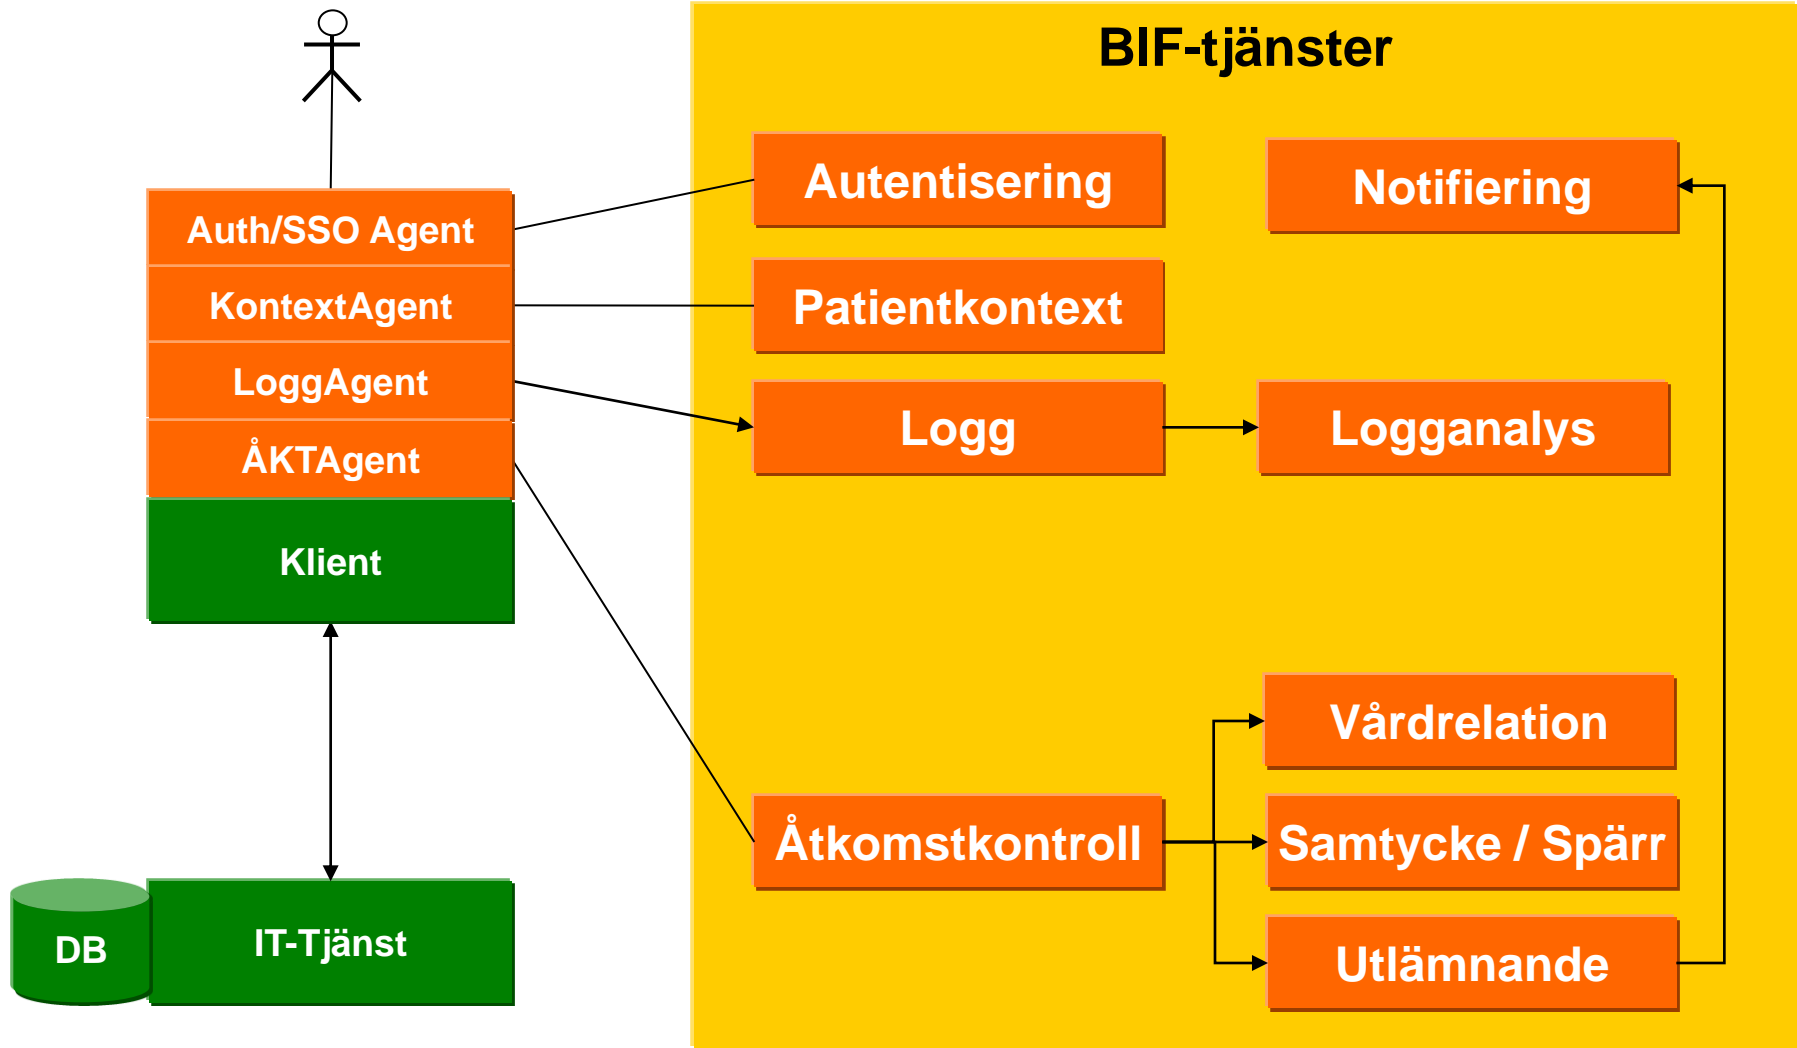 BIF-tjänster
Auth/SSO Agent
KontextAgent
LoggAgent
ÅKTAgent
Klient
IT-Tjänst
DB
Autentisering
Notifiering
Patientkontext
Logg
Logganalys
Vårdrelation
Åtkomstkontroll
Samtycke / Spärr
Utlämnande